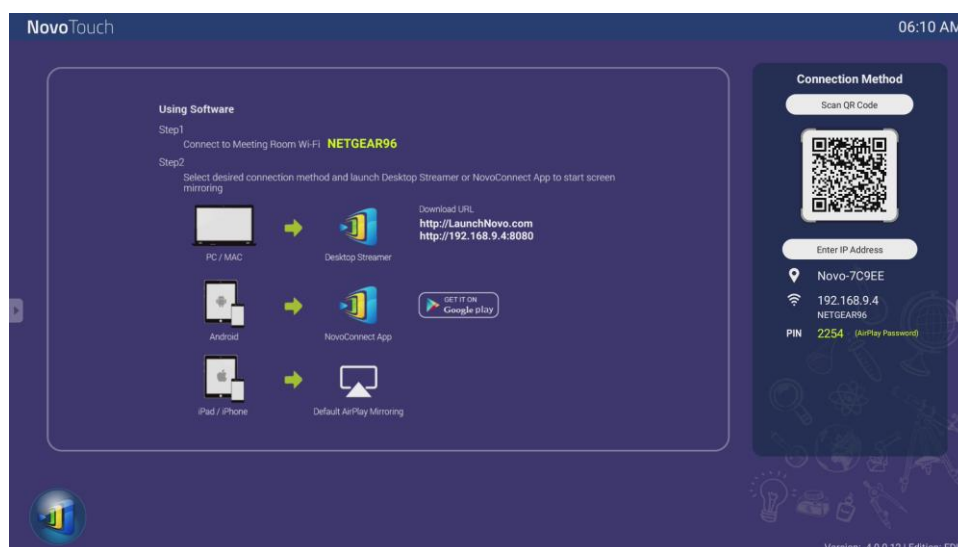 NovoTouch
06:10 AM
Using Software
Step1
Connect to Meeting Room Wi-Fi NETGEAR96
Step2
Select desired connection method and launch Desktop Streamer or NovoConnect App to start screen
mirroring
PC / MAC
Desktop Streamer
Download URL
http://LaunchNovo.com
http://192.168.9.4:8080
Android
NovoConnect App
GET IT ON
Google play
iPad / iPhone
Default AirPlay Mirroring
Connection Method
Scan QR Code
Enter IP Address
Novo-7C9EE
192.168.9.4
NETGEAR96
PIN 2254 (AirPlay Password)